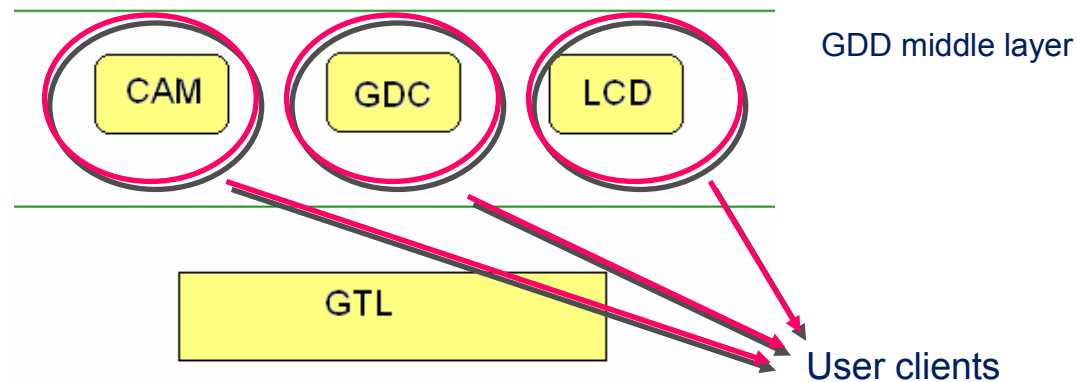 CAM
GDC
LCD
GDD middle layer
GTL
User clients